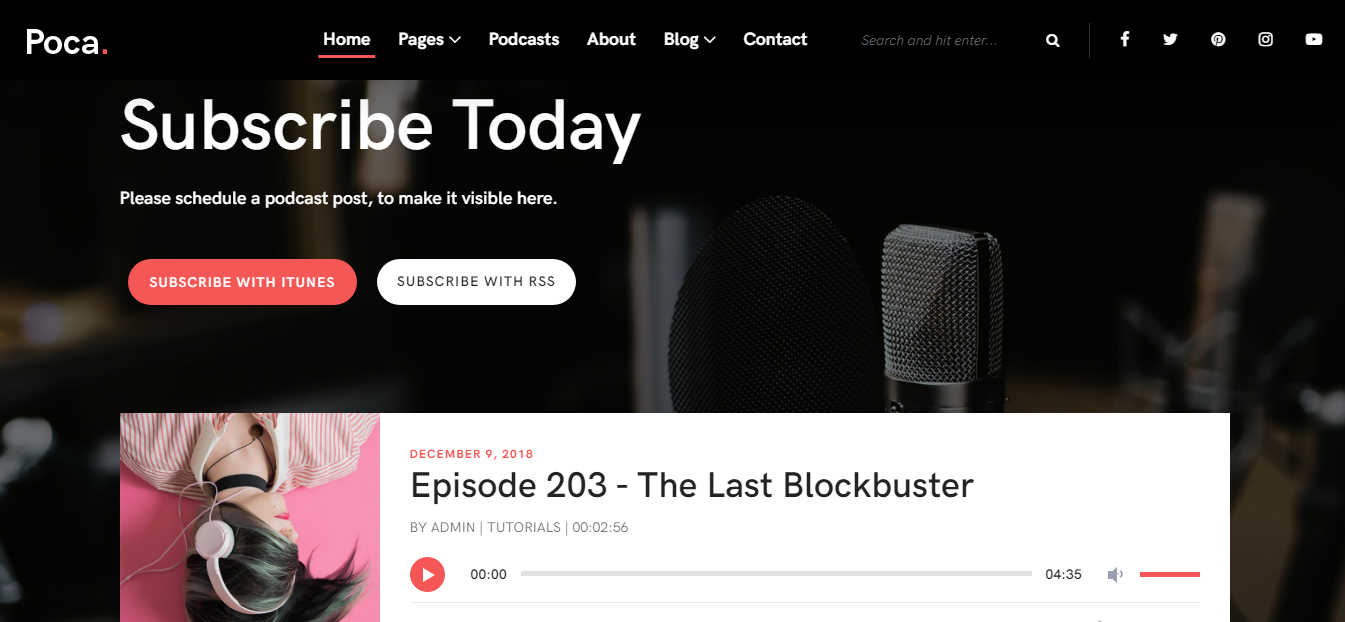 Poca.
Home Pages Podcasts About Blog Contact Search and hit enter...
Subscribe Today
Please schedule a podcast post, to make it visible here.
SUBSCRIBE WITH ITUNES SUBSCRIBE WITH RSS
DECEMBER 9, 2018
Episode 203 - The Last Blockbuster
BY ADMIN | TUTORIALS | 00:02:56
00:00 04:35